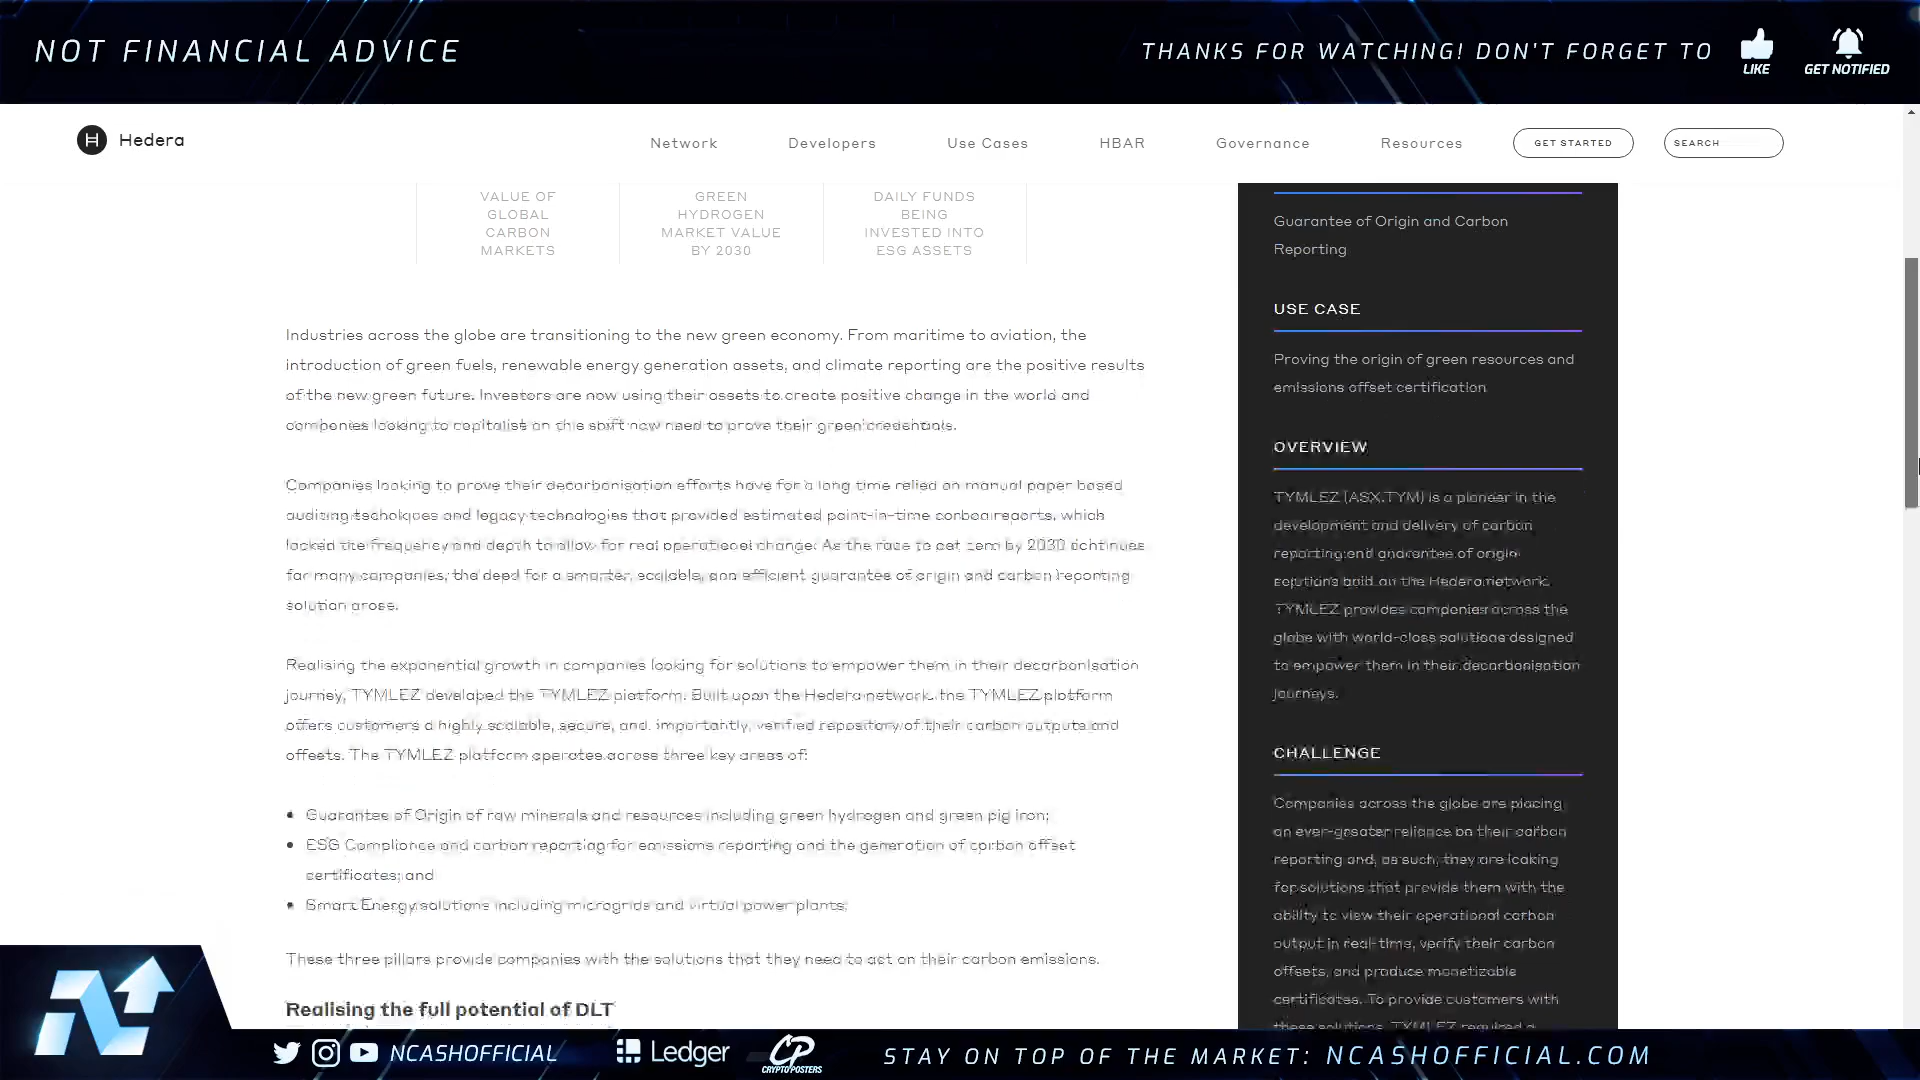 NOT FINANCIAL ADVICE
THANKS FOR WATCHING! DON'T FORGET TO
LIKE
GET NOTIFIED
H Hedera
Network
Developers
Use Cases
HBAR
Governance
Resources
GET STARTED
SEARCH
VALUE OF
GLOBAL
CARBON
MARKETS
GREEN
HYDROGEN
MARKET VALUE
BY 2030
DAILY FUNDS
BEING
INVESTED INTO
ESG ASSETS
Industries across the globe are transitioning to the new green economy. From maritime to aviation, the
introduction of green fuels, renewable energy generation assets, and climate reporting are the positive results
of the new green future. Investors are now using their assets to create positive change in the world and
companies looking to capitalise on this shift now need to prove their green credentials.
Companies looking to prove their decarbonisation efforts have for a long time relied on manual paper based
auditing techniques and legacy technologies that provided estimated point-in-time carbon reports, which
lacked the frequency and depth to allow for real operational change. As the race to net zero by 2030 continues
for many companies, the need for a smarter, scalable, and efficient guarantee of origin and carbon reporting
solution arose.
Realising the exponential growth in companies looking for solutions to empower them in their decarbonisation
journey, TYMLEZ developed the TYMLEZ platform. Built upon the Hedera network, the TYMLEZ platform
offers customers a highly scalable, secure, and, importantly, verified repository of their carbon outputs and
offsets. The TYMLEZ platform operates across three key areas of:
• Guarantee of Origin of raw minerals and resources including green hydrogen and green pig iron;
• ESG Compliance and carbon reporting for emissions reporting and the generation of carbon offset
certificates; and
• Smart Energy solutions including microgrids and virtual power plants.
These three pillars provide companies with the solutions that they need to act on their carbon emissions.
Realising the full potential of DLT
Guarantee of Origin and Carbon
Reporting
USE CASE
Proving the origin of green resources and
emissions offset certification
OVERVIEW
TYMLEZ (ASX.TYM) is a pioneer in the
development and delivery of carbon
reporting and guarantee of origin
solutions build on the Hedera network.
TYMLEZ provides companies across the
globe with world-class solutions designed
to empower them in their decarbonisation
journeys.
CHALLENGE
Companies across the globe are placing
an ever-greater reliance on their carbon
reporting and, as such, they are looking
for solutions that provide them with the
ability to view their operational carbon
output in real-time, verify their carbon
offsets, and produce monetizable
certificates. To provide customers with
these solutions, TYMLEZ required a
NCASHOFFICIAL
Ledger
CP
CRYPTOPOSTERS
STAY ON TOP OF THE MARKET: NCASHOFFICIAL.COM